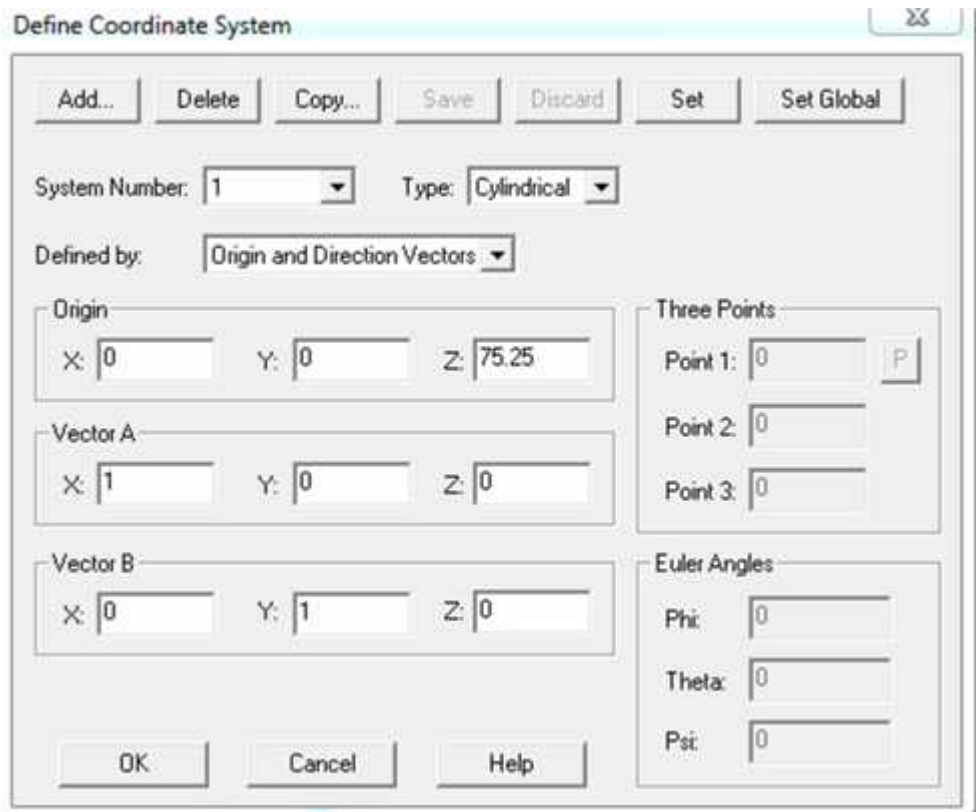 Define Coordinate System
Add... Delete Copy... Save Discard Set Set Global
System Number: 1 Type: Cylindrical
Defined by: Origin and Direction Vectors
Origin
X: 0 Y: 0 Z: 75.25
Three Points
Point 1: 0 P
Point 2: 0
Point 3: 0
Vector A
X: 1 Y: 0 Z: 0
Vector B
X: 0 Y: 1 Z: 0
Euler Angles
Phi: 0
Theta: 0
Psi: 0
OK Cancel Help